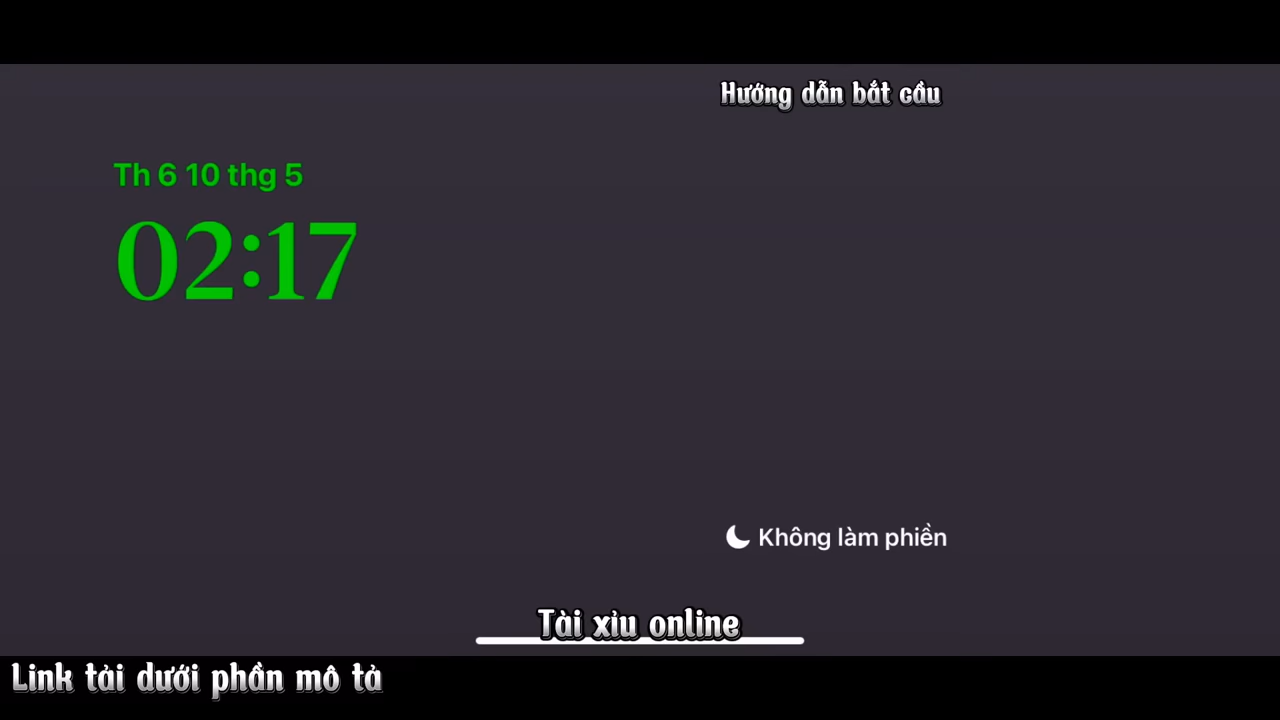 Hướng dẫn bắt cầu
Th 6 10 thg 5
02:17
Không làm phiền
Tài xỉu online
Link tải dưới phần mô tả